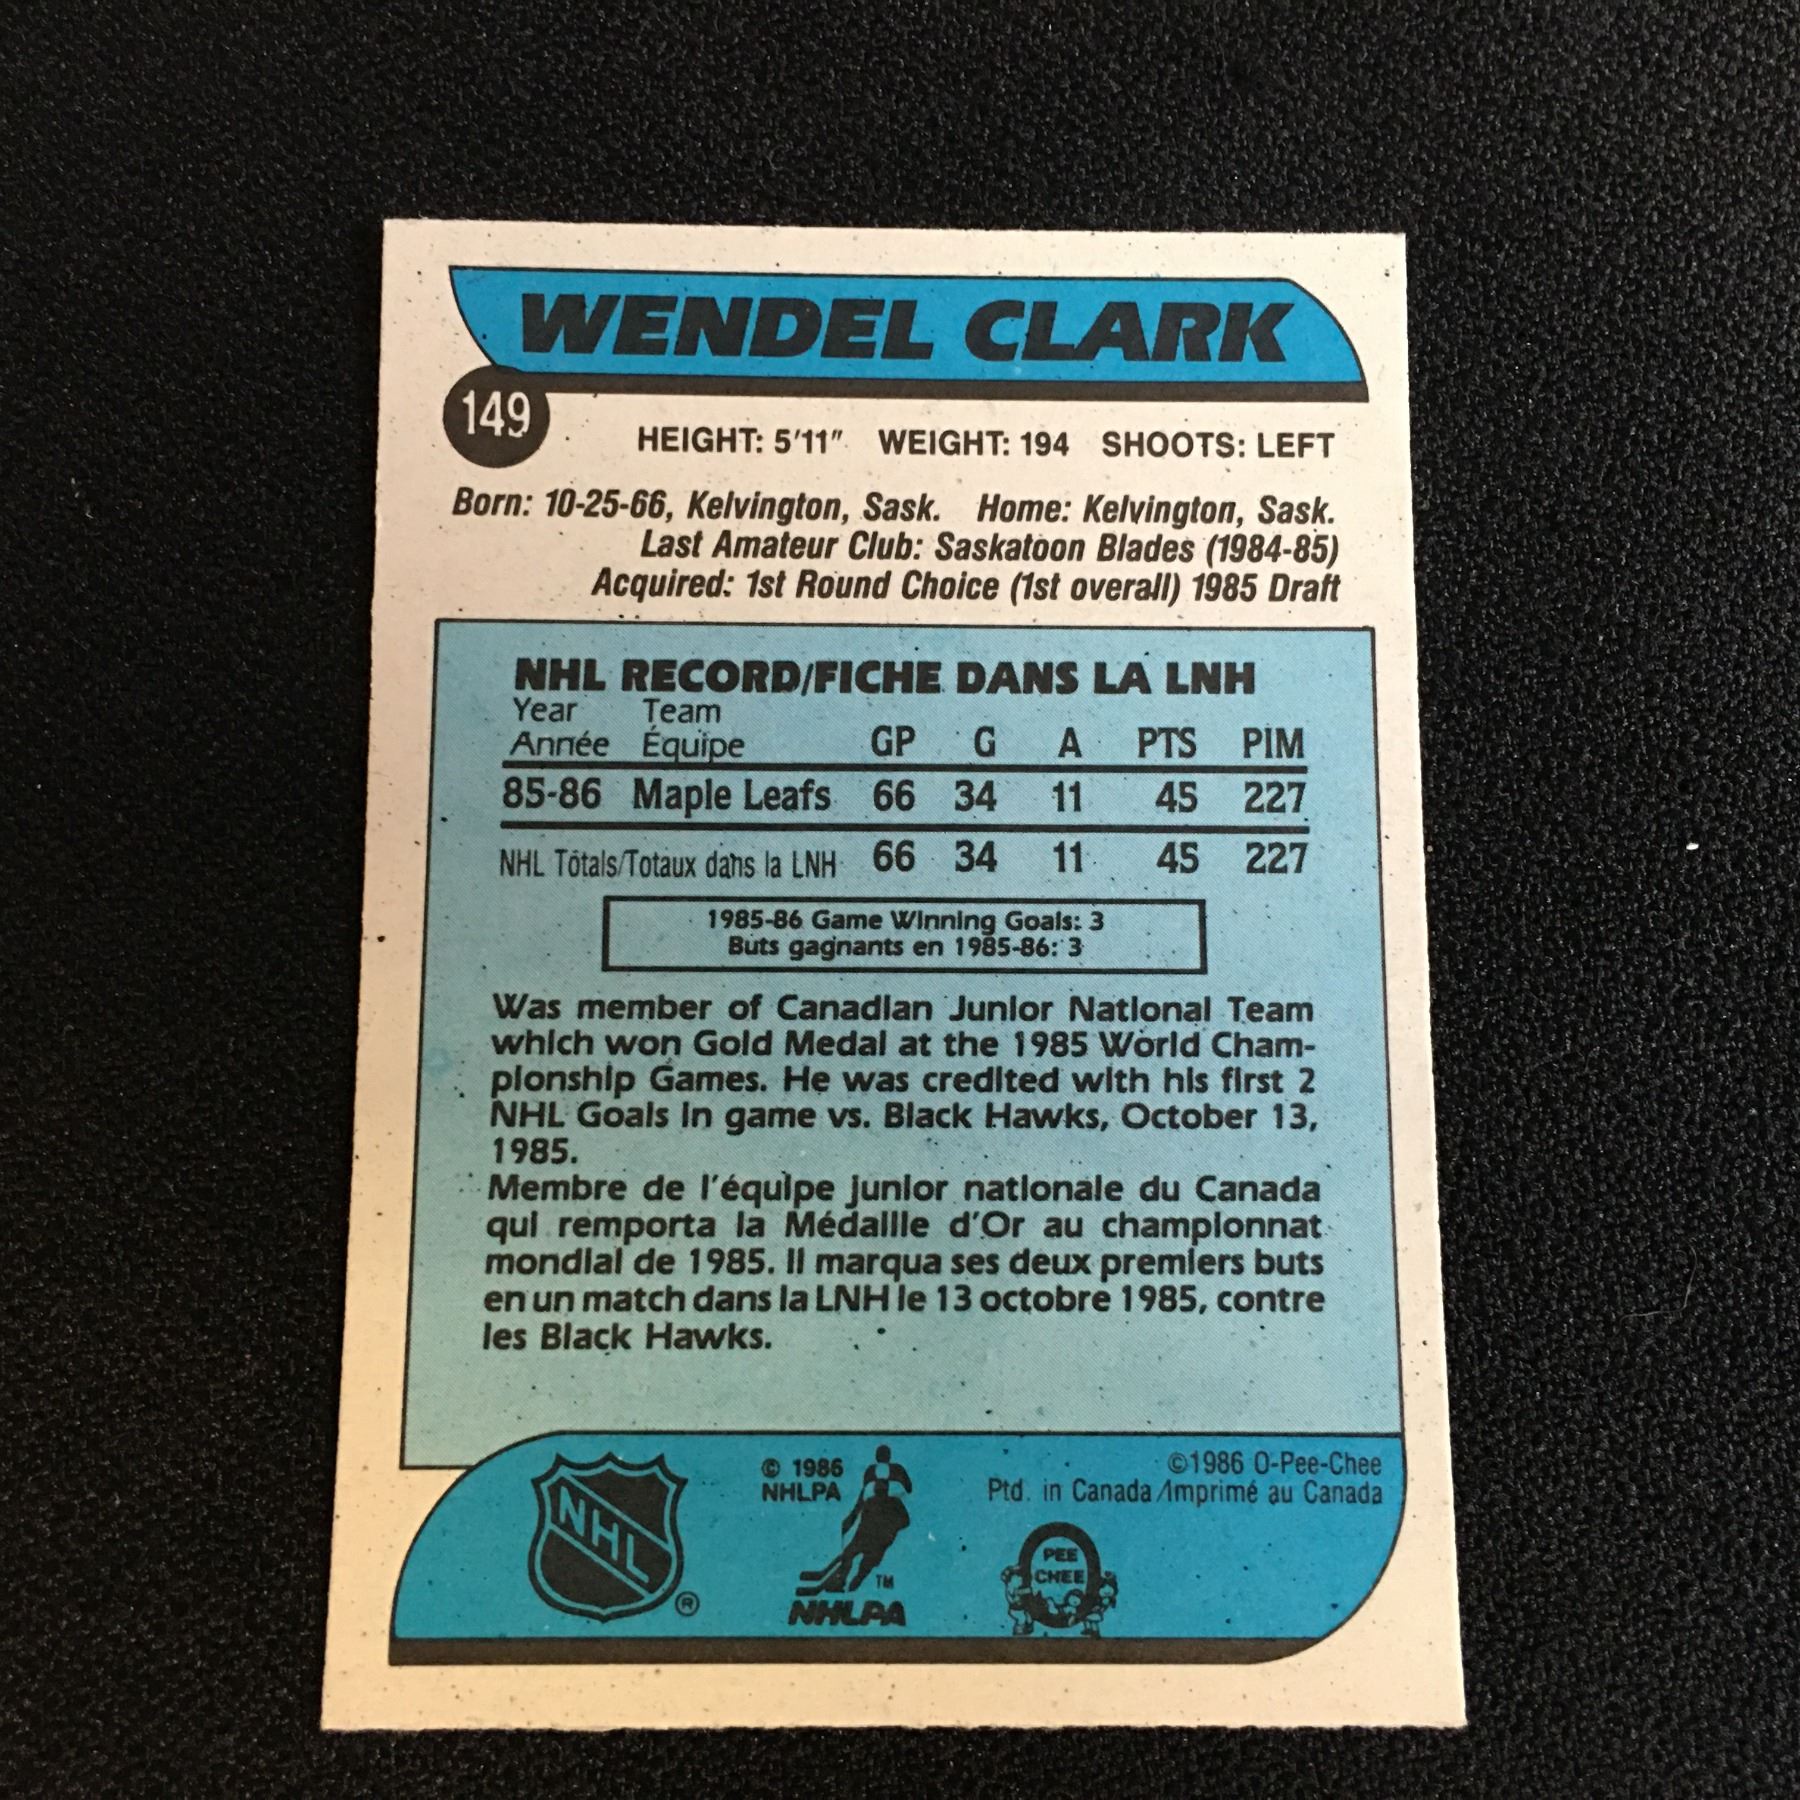 WENDEL CLARK
149
HEIGHT: 5'11" WEIGHT: 194 SHOOTS: LEFT
Born: 10-25-66, Kelvington, Sask. Home: Kelvington, Sask.
Last Amateur Club: Saskatoon Blades (1984-85)
Acquired: 1st Round Choice (1st overall) 1985 Draft
NHL RECORD/FICHE DANS LA LNH
Year Team
Année Équipe GP G A PTS PIM
85-86 Maple Leafs 66 34 11 45 227
NHL Totals/Totaux dans la LNH 66 34 11 45 227
1985-86 Game Winning Goals: 3
Buts gagnants en 1985-86: 3
Was member of Canadian Junior National Team
which won Gold Medal at the 1985 World Cham-
pionship Games. He was credited with his first 2
NHL Goals in game vs. Black Hawks, October 13,
1985.
Membre de l'équipe junior nationale du Canada
qui remporta la Médaille d'Or au championnat
mondial de 1985. Il marqua ses deux premiers buts
en un match dans la LNH le 13 octobre 1985, contre
les Black Hawks.
NHL
®
© 1986
NHLPA
TM
NHLPA
©1986 O-Pee-Chee
Ptd. in Canada/Imprimé au Canada
PEE
CHEE